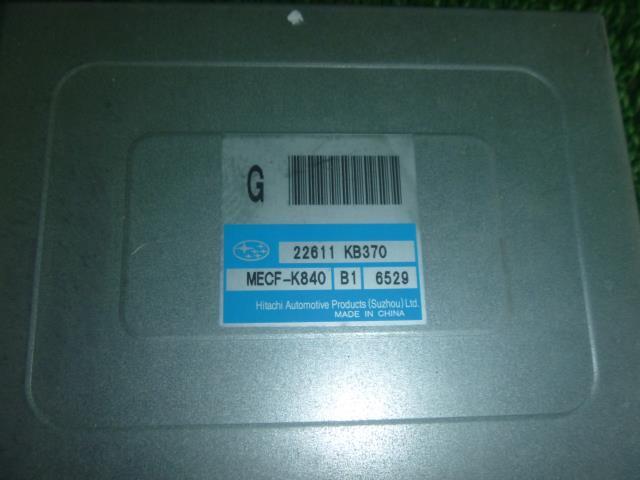 G
22611 KB370
MECF-K840 B1 6529
Hitachi Automotive Products (Suzhou) Ltd.
MADE IN CHINA